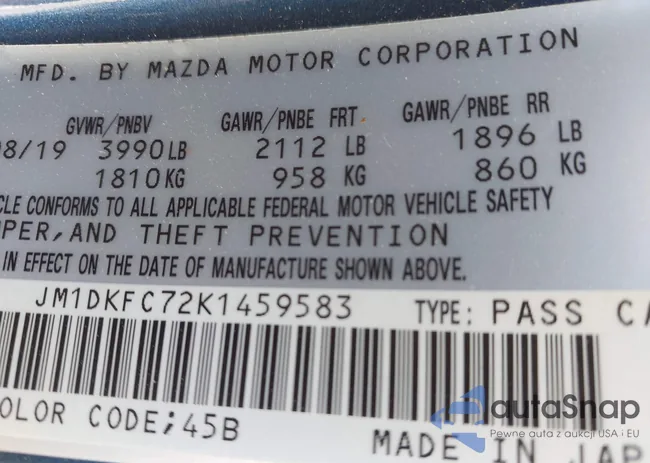 MFD. BY MAZDA MOTOR CORPORATION
GVWR/PNBV GAWR/PNBE FRT GAWR/PNBE RR
08/19 3990LB 2112 LB 1896 LB
1810KG 958 KG 860 KG
CLE CONFORMS TO ALL APPLICABLE FEDERAL MOTOR VEHICLE SAFETY
MPER, AND THEFT PREVENTION
IN EFFECT ON THE DATE OF MANUFACTURE SHOWN ABOVE.
JM1DKFC72K1459583 TYPE: PASS CA
OLOR CODE;45B
MADE IN JAP
autoSnap
Pewne auta z aukcji USA i EU